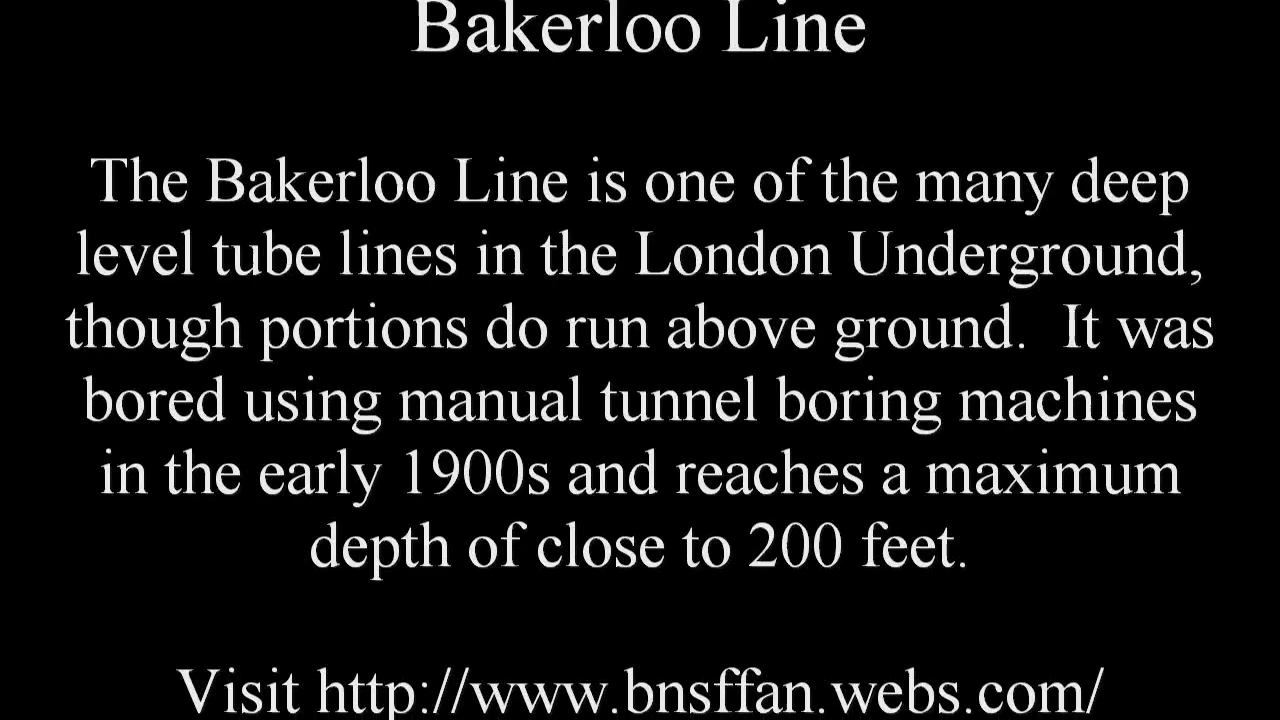 Bakerloo Line
The Bakerloo Line is one of the many deep
level tube lines in the London Underground,
though portions do run above ground.  It was
bored using manual tunnel boring machines
in the early 1900s and reaches a maximum
depth of close to 200 feet.
Visit http://www.bnsffan.webs.com/